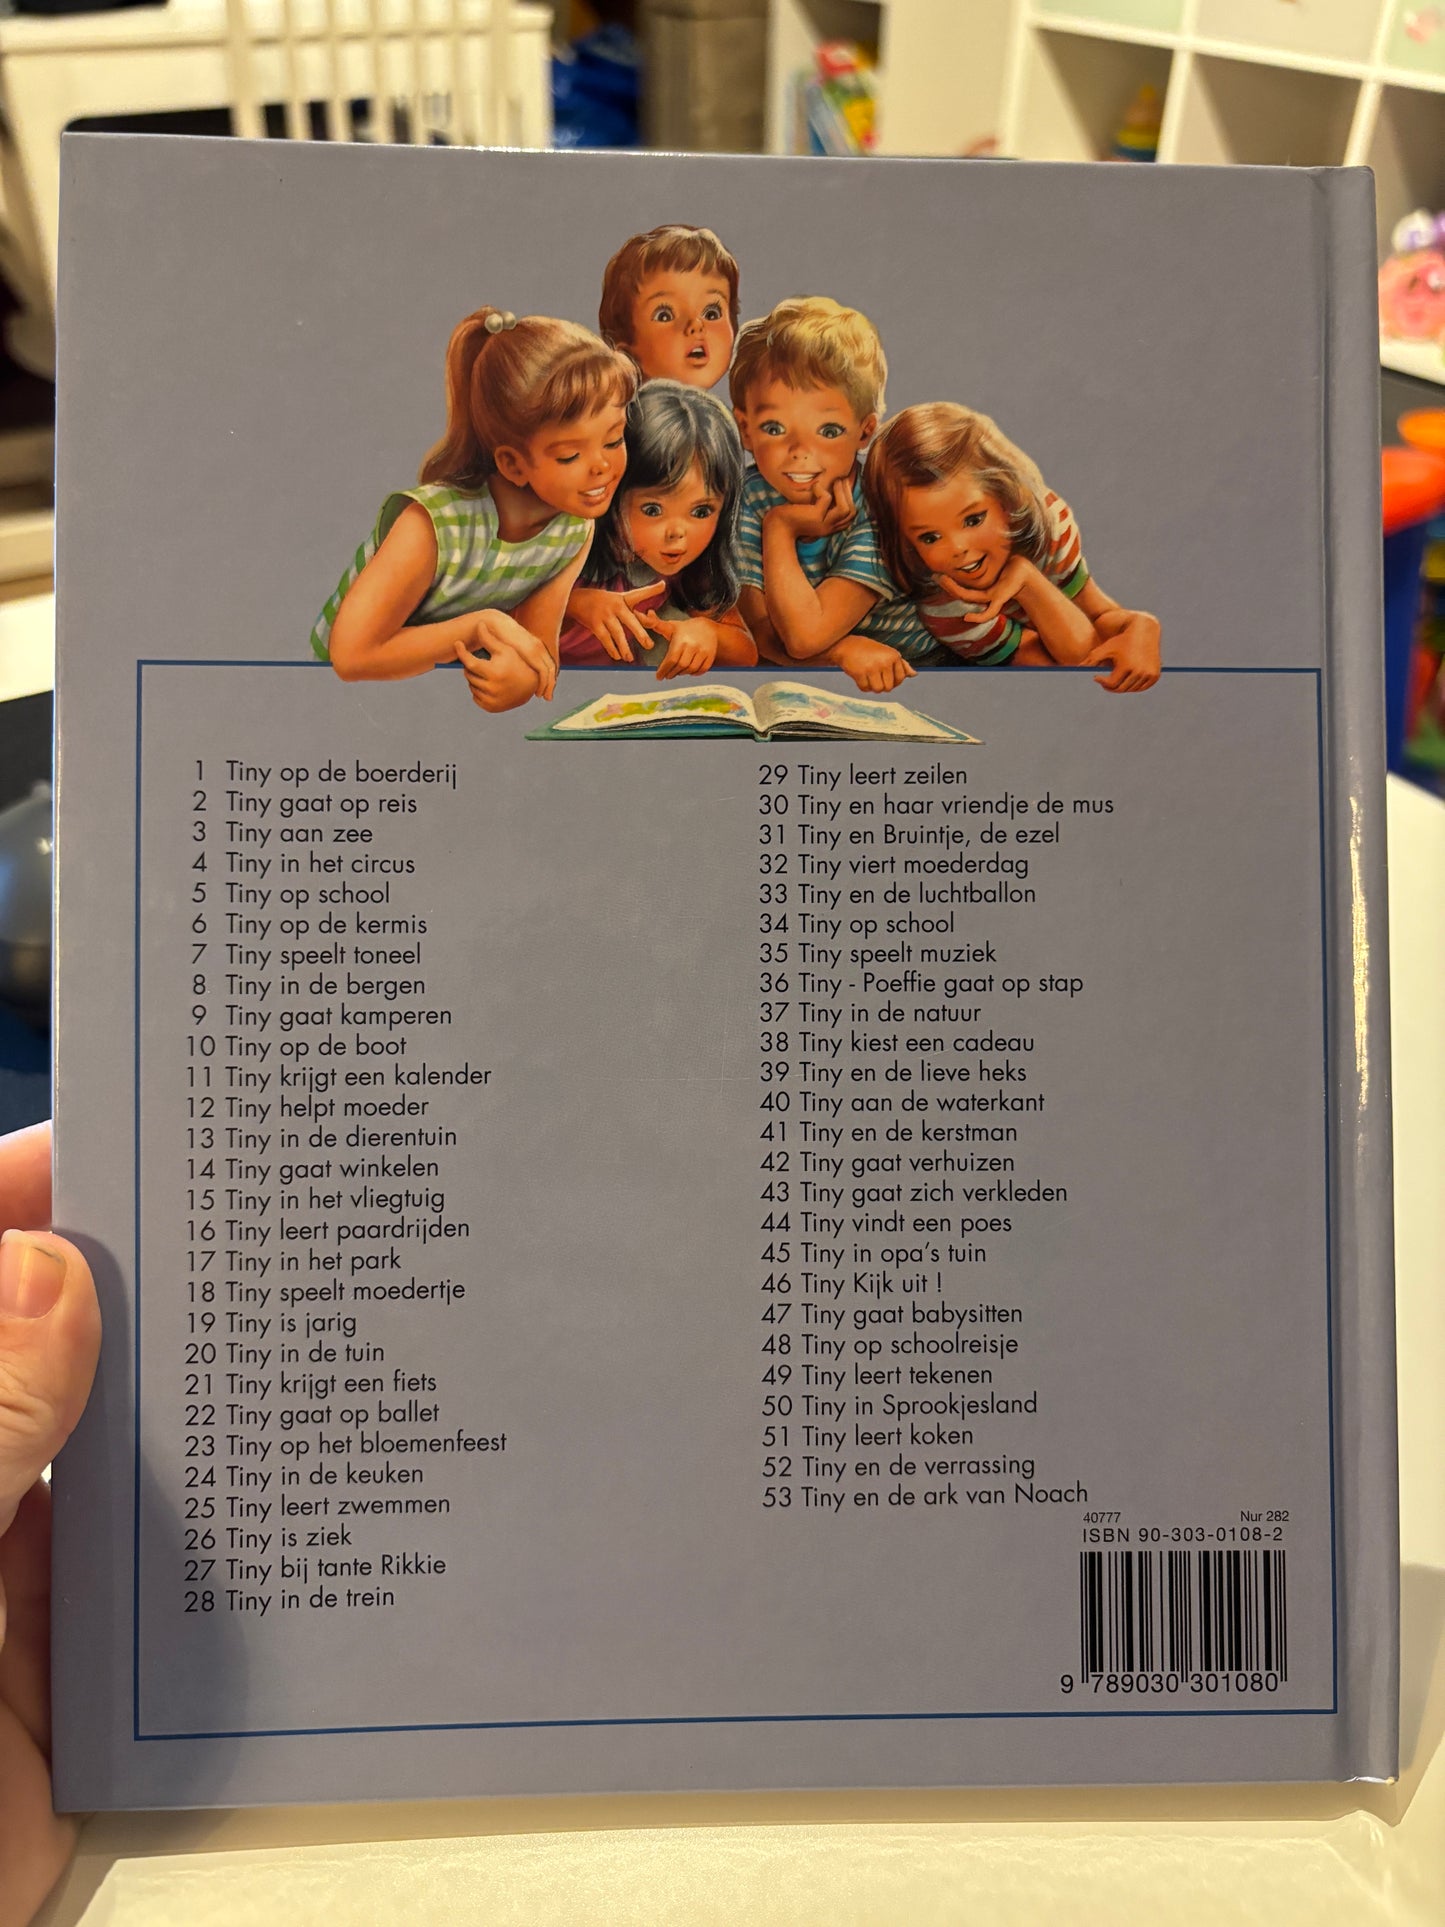 1 Tiny op de boerderij
2 Tiny gaat op reis
3 Tiny aan zee
4 Tiny in het circus
5 Tiny op school
6 Tiny op de kermis
7 Tiny speelt toneel
8 Tiny in de bergen
9 Tiny gaat kamperen
10 Tiny op de boot
11 Tiny krijgt een kalender
12 Tiny helpt moeder
13 Tiny in de dierentuin
14 Tiny gaat winkelen
15 Tiny in het vliegtuig
16 Tiny leert paardrijden
17 Tiny in het park
18 Tiny speelt moedertje
19 Tiny is jarig
20 Tiny in de tuin
21 Tiny krijgt een fiets
22 Tiny gaat op ballet
23 Tiny op het bloemenfeest
24 Tiny in de keuken
25 Tiny leert zwemmen
26 Tiny is ziek
27 Tiny bij tante Rikkie
28 Tiny in de trein
29 Tiny leert zeilen
30 Tiny en haar vriendje de mus
31 Tiny en Bruintje, de ezel
32 Tiny viert moederdag
33 Tiny en de luchtballon
34 Tiny op school
35 Tiny speelt muziek
36 Tiny - Poeffie gaat op stap
37 Tiny in de natuur
38 Tiny kiest een cadeau
39 Tiny en de lieve heks
40 Tiny aan de waterkant
41 Tiny en de kerstman
42 Tiny gaat verhuizen
43 Tiny gaat zich verkleden
44 Tiny vindt een poes
45 Tiny in opa's tuin
46 Tiny Kijk uit !
47 Tiny gaat babysitten
48 Tiny op schoolreisje
49 Tiny leert tekenen
50 Tiny in Sprookjesland
51 Tiny leert koken
52 Tiny en de verrassing
53 Tiny en de ark van Noach
40777 Nur 282
ISBN 90-303-0108-2
9 789030 301080